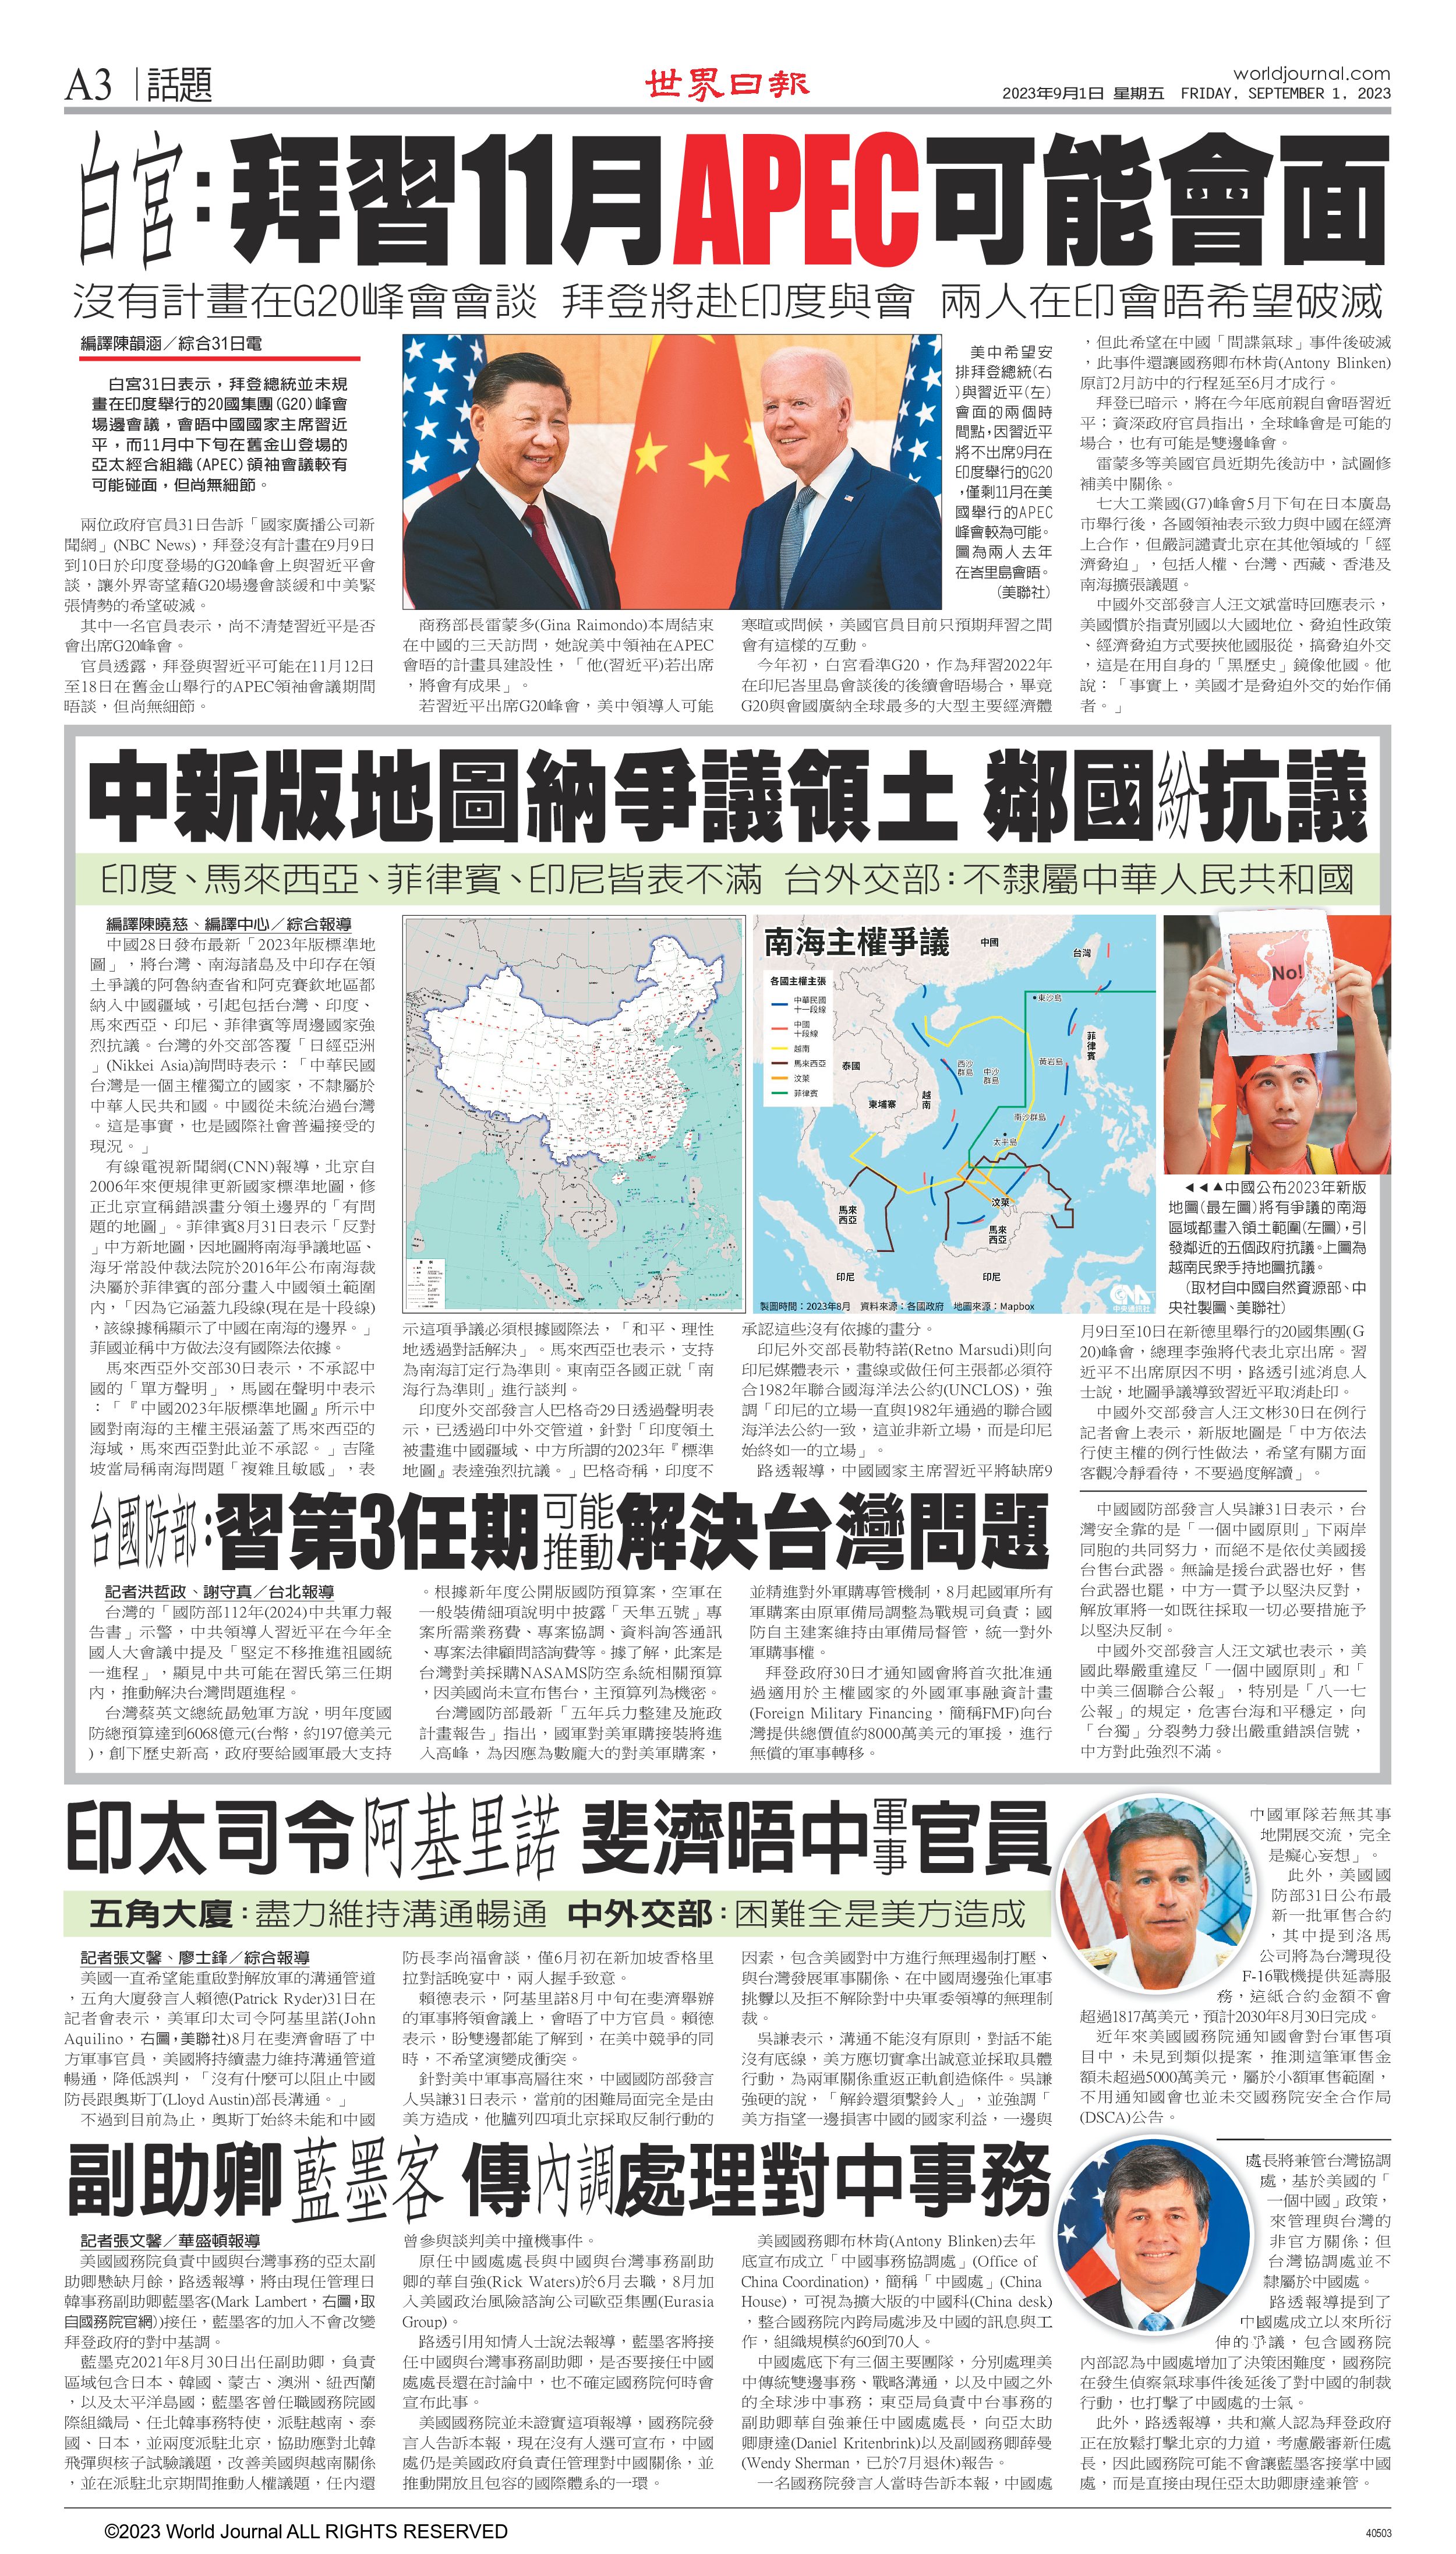 A3 話題
世界日報
worldjournal.com
2023年9月1日 星期五 FRIDAY, SEPTEMBER 1, 2023
白宮：拜習11月APEC可能會面
沒有計畫在G20峰會會談 拜登將赴印度與會 兩人在印會晤希望破滅
編譯陳韻涵／綜合31日電
白宮31日表示，拜登總統並未規
畫在印度舉行的20國集團(G20)峰會
場邊會議，會晤中國國家主席習近
平，而11月中下旬在舊金山登場的
亞太經合組織(APEC)領袖會議較有
可能碰面，但尚無細節。
兩位政府官員31日告訴「國家廣播公司新
聞網」(NBC News)，拜登沒有計畫在9月9日
到10日於印度登場的G20峰會上與習近平會
談，讓外界寄望藉G20場邊會談緩和中美緊
張情勢的希望破滅。
其中一名官員表示，尚不清楚習近平是否
會出席G20峰會。
官員透露，拜登與習近平可能在11月12日
至18日在舊金山舉行的APEC領袖會議期間
晤談，但尚無細節。
美中希望安
排拜登總統(右
)與習近平(左)
會面的兩個時
間點，因習近平
將不出席9月在
印度舉行的G20
，僅剩11月在美
國舉行的APEC
峰會較為可能。
圖為兩人去年
在峇里島會晤。
(美聯社)
商務部長雷蒙多(Gina Raimondo)本周結束
在中國的三天訪問，她說美中領袖在APEC
會晤的計畫具建設性，「他(習近平)若出席
，將會有成果」。
若習近平出席G20峰會，美中領導人可能
寒暄或問候，美國官員目前只預期拜習之間
會有這樣的互動。
今年初，白宮看準G20，作為拜習2022年
在印尼峇里島會談後的後續會晤場合，畢竟
G20與會國廣納全球最多的大型主要經濟體
，但此希望在中國「間諜氣球」事件後破滅
，此事件還讓國務卿布林肯(Antony Blinken)
原訂2月訪中的行程延至6月才成行。
拜登已暗示，將在今年底前親自會晤習近
平；資深政府官員指出，全球峰會是可能的
場合，也有可能是雙邊峰會。
雷蒙多等美國官員近期先後訪中，試圖修
補美中關係。
七大工業國(G7)峰會5月下旬在日本廣島
市舉行後，各國領袖表示致力與中國在經濟
上合作，但嚴詞譴責北京在其他領域的「經
濟脅迫」，包括人權、台灣、西藏、香港及
南海擴張議題。
中國外交部發言人汪文斌當時回應表示，
美國慣於指責別國以大國地位、脅迫性政策
、經濟脅迫方式要挾他國服從，搞脅迫外交
，這是在用自身的「黑歷史」鏡像他國。他
說：「事實上，美國才是脅迫外交的始作俑
者。」
中新版地圖納爭議領土 鄰國紛抗議
印度、馬來西亞、菲律賓、印尼皆表不滿 台外交部：不隸屬中華人民共和國
編譯陳曉慈、編譯中心／綜合報導
中國28日發布最新「2023年版標準地
圖」，將台灣、南海諸島及中印存在領
土爭議的阿魯納查省和阿克賽欽地區都
納入中國疆域，引起包括台灣、印度、
馬來西亞、印尼、菲律賓等周邊國家強
烈抗議。台灣的外交部答覆「日經亞洲
」(Nikkei Asia)詢問時表示：「中華民國
台灣是一個主權獨立的國家，不隸屬於
中華人民共和國。中國從未統治過台灣
。這是事實，也是國際社會普遍接受的
現況。」
有線電視新聞網(CNN)報導，北京自
2006年來便規律更新國家標準地圖，修
正北京宣稱錯誤畫分領土邊界的「有問
題的地圖」。菲律賓8月31日表示「反對
」中方新地圖，因地圖將南海爭議地區、
海牙常設仲裁法院於2016年公布南海裁
決屬於菲律賓的部分畫入中國領土範圍
內，「因為它涵蓋九段線(現在是十段線)
，該線據稱顯示了中國在南海的邊界。」
菲國並稱中方做法沒有國際法依據。
馬來西亞外交部30日表示，不承認中
國的「單方聲明」，馬國在聲明中表示
：「『中國2023年版標準地圖』所示中
國對南海的主權主張涵蓋了馬來西亞的
海域，馬來西亞對此並不承認。」吉隆
坡當局稱南海問題「複雜且敏感」，表
南海主權爭議
各國主權主張
中華民國
十一段線
中國
十段線
越南
馬來西亞
汶萊
菲律賓
中國
台灣
東沙島
菲律賓
黃岩島
西沙群島
中沙群島
泰國
越南
柬埔寨
南沙群島
太平島
汶萊
馬來西亞
馬來西亞
印尼
印尼
CNA
中央通訊社
製圖時間：2023年8月 資料來源：各國政府 地圖來源：Mapbox
No!
◀◀▲中國公布2023年新版
地圖(最左圖)將有爭議的南海
區域都畫入領土範圍(左圖)，引
發鄰近的五個政府抗議。上圖為
越南民眾手持地圖抗議。
(取材自中國自然資源部、中
央社製圖、美聯社)
示這項爭議必須根據國際法，「和平、理性
地透過對話解決」。馬來西亞也表示，支持
為南海訂定行為準則。東南亞各國正就「南
海行為準則」進行談判。
印度外交部發言人巴格奇29日透過聲明表
示，已透過印中外交管道，針對「印度領土
被畫進中國疆域、中方所謂的2023年『標準
地圖』表達強烈抗議。」巴格奇稱，印度不
承認這些沒有依據的畫分。
印尼外交部長勒特諾(Retno Marsudi)則向
印尼媒體表示，畫線或做任何主張都必須符
合1982年聯合國海洋法公約(UNCLOS)，強
調「印尼的立場一直與1982年通過的聯合國
海洋法公約一致，這並非新立場，而是印尼
始終如一的立場」。
路透報導，中國國家主席習近平將缺席9
月9日至10日在新德里舉行的20國集團(G
20)峰會，總理李強將代表北京出席。習
近平不出席原因不明，路透引述消息人
士說，地圖爭議導致習近平取消赴印。
中國外交部發言人汪文彬30日在例行
記者會上表示，新版地圖是「中方依法
行使主權的例行性做法，希望有關方面
客觀冷靜看待，不要過度解讀」。
台國防部：習第3任期可能推動解決台灣問題
記者洪哲政、謝守真／台北報導
台灣的「國防部112年(2024)中共軍力報
告書」示警，中共領導人習近平在今年全
國人大會議中提及「堅定不移推進祖國統
一進程」，顯見中共可能在習氏第三任期
內，推動解決台灣問題進程。
台灣蔡英文總統勗勉軍方說，明年度國
防總預算達到6068億元(台幣，約197億美元
)，創下歷史新高，政府要給國軍最大支持
。根據新年度公開版國防預算案，空軍在
一般裝備細項說明中披露「天隼五號」專
案所需業務費、專案協調、資料詢答通訊
、專案法律顧問諮詢費等。據了解，此案是
台灣對美採購NASAMS防空系統相關預算
，因美國尚未宣布售台，主預算列為機密。
台灣國防部最新「五年兵力整建及施政
計畫報告」指出，國軍對美軍購接裝將進
入高峰，為因應為數龐大的對美軍購案，
並精進對外軍購專管機制，8月起國軍所有
軍購案由原軍備局調整為戰規司負責；國
防自主建案維持由軍備局督管，統一對外
軍購事權。
拜登政府30日才通知國會將首次批准通
過適用於主權國家的外國軍事融資計畫
(Foreign Military Financing，簡稱FMF)向台
灣提供總價值約8000萬美元的軍援，進行
無償的軍事轉移。
中國國防部發言人吳謙31日表示，台
灣安全靠的是「一個中國原則」下兩岸
同胞的共同努力，而絕不是依仗美國援
台售台武器。無論是援台武器也好，售
台武器也罷，中方一貫予以堅決反對，
解放軍將一如既往採取一切必要措施予
以堅決反制。
中國外交部發言人汪文斌也表示，美
國此舉嚴重違反「一個中國原則」和「
中美三個聯合公報」，特別是「八一七
公報」的規定，危害台海和平穩定，向
「台獨」分裂勢力發出嚴重錯誤信號，
中方對此強烈不滿。
印太司令阿基里諾 斐濟晤中軍事官員
五角大廈：盡力維持溝通暢通 中外交部：困難全是美方造成
記者張文馨、廖士鋒／綜合報導
美國一直希望能重啟對解放軍的溝通管道
，五角大廈發言人賴德(Patrick Ryder)31日在
記者會表示，美軍印太司令阿基里諾(John
Aquilino，右圖，美聯社)8月在斐濟會晤了中
方軍事官員，美國將持續盡力維持溝通管道
暢通，降低誤判，「沒有什麼可以阻止中國
防長跟奧斯丁(Lloyd Austin)部長溝通。」
不過到目前為止，奧斯丁始終未能和中國
防長李尚福會談，僅6月初在新加坡香格里
拉對話晚宴中，兩人握手致意。
賴德表示，阿基里諾8月中旬在斐濟舉辦
的軍事將領會議上，會晤了中方官員。賴德
表示，盼雙邊都能了解到，在美中競爭的同
時，不希望演變成衝突。
針對美中軍事高層往來，中國國防部發言
人吳謙31日表示，當前的困難局面完全是由
美方造成，他臚列四項北京採取反制行動的
因素，包含美國對中方進行無理遏制打壓、
與台灣發展軍事關係、在中國周邊強化軍事
挑釁以及拒不解除對中央軍委領導的無理制
裁。
吳謙表示，溝通不能沒有原則，對話不能
沒有底線，美方應切實拿出誠意並採取具體
行動，為兩軍關係重返正軌創造條件。吳謙
強硬的說，「解鈴還須繫鈴人」，並強調「
美方指望一邊損害中國的國家利益，一邊與
中國軍隊若無其事
地開展交流，完全
是癡心妄想」。
此外，美國國
防部31日公布最
新一批軍售合約
，其中提到洛馬
公司將為台灣現役
F-16戰機提供延壽服
務，這紙合約金額不會
超過1817萬美元，預計2030年8月30日完成。
近年來美國國務院通知國會對台軍售項
目中，未見到類似提案，推測這筆軍售金
額未超過5000萬美元，屬於小額軍售範圍，
不用通知國會也並未交國務院安全合作局
(DSCA)公告。
副助卿藍墨客 傳內調處理對中事務
記者張文馨／華盛頓報導
美國國務院負責中國與台灣事務的亞太副
助卿懸缺月餘，路透報導，將由現任管理日
韓事務副助卿藍墨客(Mark Lambert，右圖，取
自國務院官網)接任，藍墨客的加入不會改變
拜登政府的對中基調。
藍墨克2021年8月30日出任副助卿，負責
區域包含日本、韓國、蒙古、澳洲、紐西蘭
，以及太平洋島國；藍墨客曾任職國務院國
際組織局、任北韓事務特使，派駐越南、泰
國、日本，並兩度派駐北京，協助應對北韓
飛彈與核子試驗議題，改善美國與越南關係
，並在派駐北京期間推動人權議題，任內還
曾參與談判美中撞機事件。
原任中國處處長與中國與台灣事務副助
卿的華自強(Rick Waters)於6月去職，8月加
入美國政治風險諮詢公司歐亞集團(Eurasia
Group)。
路透引用知情人士說法報導，藍墨客將接
任中國與台灣事務副助卿，是否要接任中國
處處長還在討論中，也不確定國務院何時會
宣布此事。
美國國務院並未證實這項報導，國務院發
言人告訴本報，現在沒有人選可宣布，中國
處仍是美國政府負責任管理對中國關係，並
推動開放且包容的國際體系的一環。
美國國務卿布林肯(Antony Blinken)去年
底宣布成立「中國事務協調處」(Office of
China Coordination)，簡稱「中國處」(China
House)，可視為擴大版的中國科(China desk)
，整合國務院內跨局處涉及中國的訊息與工
作，組織規模約60到70人。
中國處底下有三個主要團隊，分別處理美
中傳統雙邊事務、戰略溝通，以及中國之外
的全球涉中事務；東亞局負責中台事務的
副助卿華自強兼任中國處處長，向亞太助
卿康達(Daniel Kritenbrink)以及副國務卿薛曼
(Wendy Sherman，已於7月退休)報告。
一名國務院發言人當時告訴本報，中國處
處長將兼管台灣協調
處，基於美國的「
一個中國」政策，
來管理與台灣的
非官方關係；但
台灣協調處並不
隸屬於中國處。
路透報導提到了
中國處成立以來所衍
伸的爭議，包含國務院
內部認為中國處增加了決策困難度，國務院
在發生偵察氣球事件後延後了對中國的制裁
行動，也打擊了中國處的士氣。
此外，路透報導，共和黨人認為拜登政府
正在放鬆打擊北京的力道，考慮嚴審新任處
長，因此國務院可能不會讓藍墨客接掌中國
處，而是直接由現任亞太助卿康達兼管。
©2023 World Journal ALL RIGHTS RESERVED
40503